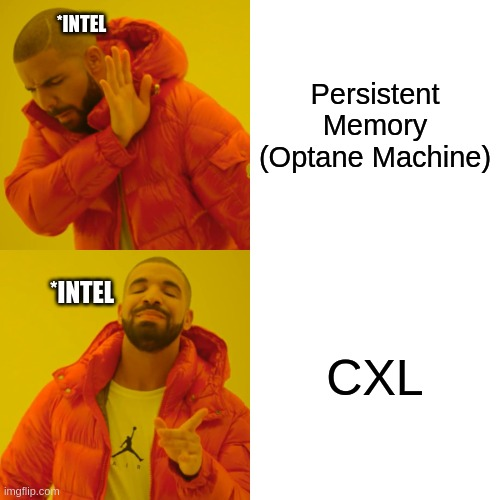 *INTEL
Persistent
Memory
(Optane Machine)
*INTEL
CXL
imgflip.com